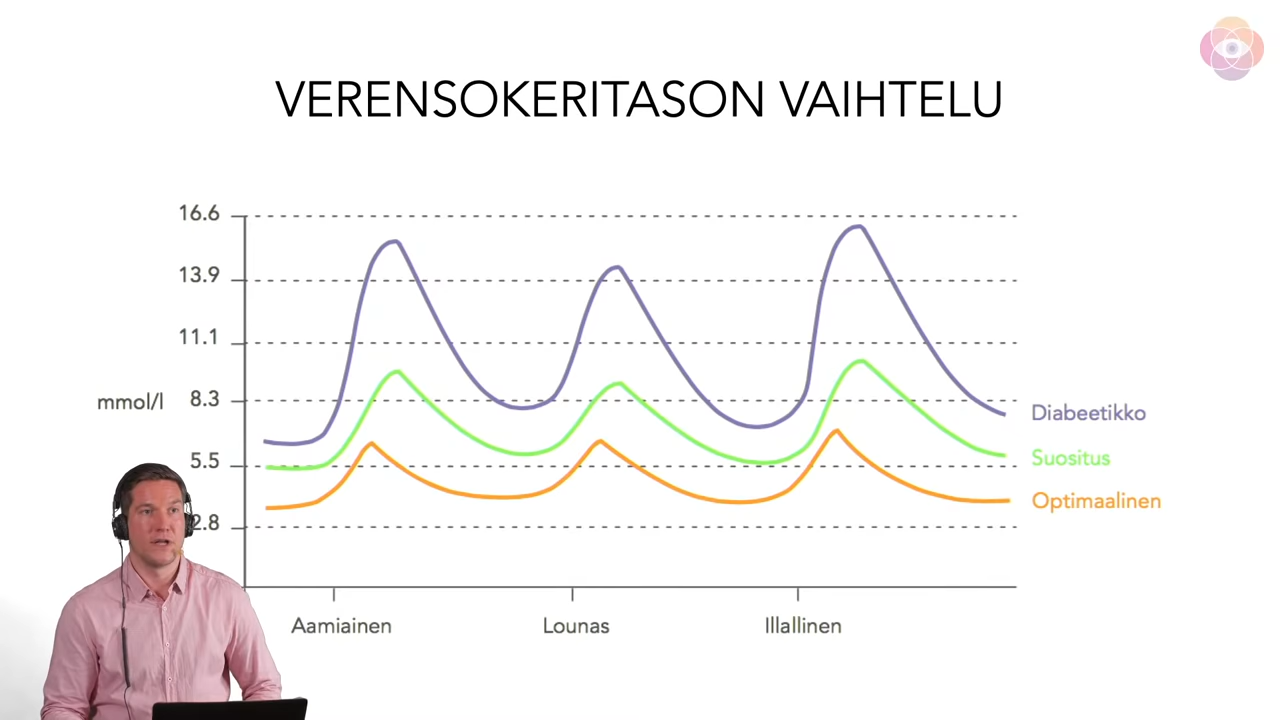 VERENSOKERITASON VAIHTELU
16.6
13.9
11.1
mmol/l 8.3
5.5
2.8
Diabeetikko
Suositus
Optimaalinen
Aamiainen Lounas Illallinen